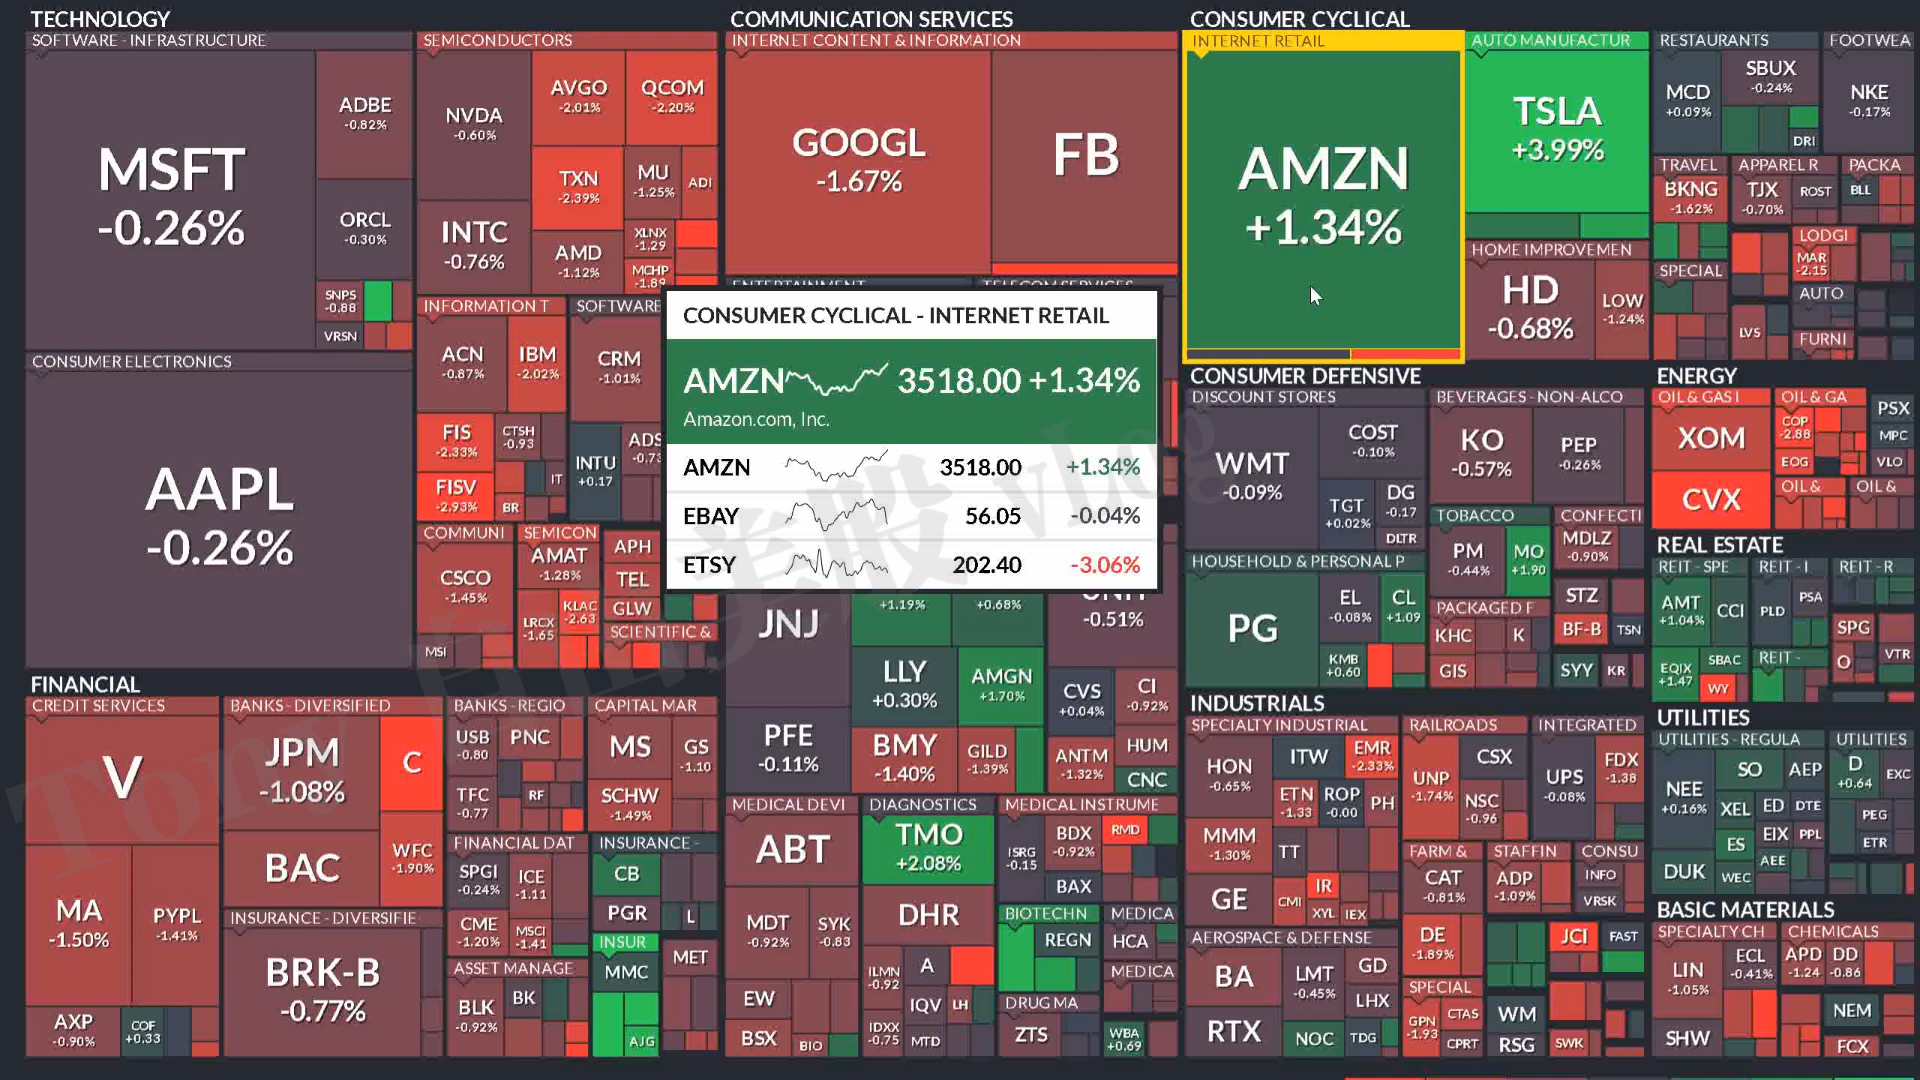 TECHNOLOGY
SOFTWARE - INFRASTRUCTURE
MSFT
-0.26%
ADBE
-0.82%
ORCL
-0.30%
SNPS
-0.88
VRSN
CONSUMER ELECTRONICS
AAPL
-0.26%
SEMICONDUCTORS
NVDA
-0.60%
AVGO
-2.01%
QCOM
-2.20%
TXN
-2.39%
MU
-1.25%
ADI
INTC
-0.76%
AMD
-1.12%
XLNX
-1.29
MCHP
-1.89
INFORMATION T
ACN
-0.87%
IBM
-2.02%
FIS
-2.33%
CTSH
-0.93
FISV
-2.93%
IT
BR
SOFTWARE
CRM
-1.01%
INTU
+0.17
ADS
-0.73
COMMUNI
CSCO
-1.45%
MSI
SEMICON
AMAT
-1.28%
LRCX
-1.65
KLAC
-2.63
APH
TEL
GLW
SCIENTIFIC &
COMMUNICATION SERVICES
INTERNET CONTENT & INFORMATION
GOOGL
-1.67%
FB
ENTERTAINMENT
TELECOM SERVICES
CONSUMER CYCLICAL - INTERNET RETAIL
AMZN 3518.00 +1.34%
Amazon.com, Inc.
AMZN 3518.00 +1.34%
EBAY 56.05 -0.04%
ETSY 202.40 -3.06%
CONSUMER CYCLICAL
INTERNET RETAIL
AMZN
+1.34%
AUTO MANUFACTUR
TSLA
+3.99%
HOME IMPROVEMEN
HD
-0.68%
LOW
-1.24%
RESTAURANTS
MCD
+0.09%
SBUX
-0.24%
DRI
FOOTWEA
NKE
-0.17%
TRAVEL
BKNG
-1.62%
APPAREL R
TJX
-0.70%
ROST
PACKA
BLL
LODGI
MAR
-2.15
SPECIAL
LVS
AUTO
FURNI
CONSUMER DEFENSIVE
DISCOUNT STORES
WMT
-0.09%
COST
-0.10%
TGT
+0.02%
DG
-0.17
DLTR
BEVERAGES - NON-ALCO
KO
-0.57%
PEP
-0.26%
TOBACCO
PM
-0.44%
MO
+1.90
CONFECTI
MDLZ
-0.90%
HOUSEHOLD & PERSONAL P
PG
EL
-0.08%
CL
+1.09
KMB
+0.60
PACKAGED F
KHC
K
GIS
STZ
BF-B
TSN
SYY
KR
ENERGY
OIL & GAS I
XOM
CVX
OIL & GA
COP
-2.88
EOG
PSX
MPC
VLO
OIL &
OIL &
REAL ESTATE
REIT - SPE
AMT
+1.04%
CCI
EQIX
+1.47
SBAC
WY
REIT - I
PLD
PSA
REIT - R
SPG
O
REIT -
VTR
FINANCIAL
CREDIT SERVICES
V
MA
-1.50%
PYPL
-1.41%
AXP
-0.90%
COF
+0.33
BANKS - DIVERSIFIED
JPM
-1.08%
C
BAC
WFC
-1.90%
INSURANCE - DIVERSIFIE
BRK-B
-0.77%
BANKS - REGIO
USB
-0.80
PNC
TFC
-0.77
RF
CAPITAL MAR
MS
GS
-1.10
SCHW
-1.49%
FINANCIAL DAT
SPGI
-0.24%
ICE
-1.11
CME
-1.20%
MSCI
-1.41
ASSET MANAGE
BLK
-0.92%
BK
INSURANCE -
CB
PGR
L
INSUR
MMC
AJG
MET
JNJ
+1.19%
+0.68%
UNH
-0.51%
LLY
+0.30%
AMGN
+1.70%
CVS
+0.04%
CI
-0.92%
PFE
-0.11%
BMY
-1.40%
GILD
-1.39%
ANTM
-1.32%
HUM
CNC
MEDICAL DEVI
ABT
MDT
-0.92%
SYK
-0.83
EW
BSX
BIO
DIAGNOSTICS
TMO
+2.08%
DHR
ILMN
-0.92
A
IQV
LH
IDXX
-0.75
MTD
MEDICAL INSTRUME
ISRG
-0.15
BDX
-0.92%
RMD
BAX
BIOTECHN
REGN
MEDICA
HCA
MEDICA
DRUG MA
ZTS
WBA
+0.69
INDUSTRIALS
SPECIALTY INDUSTRIAL
HON
-0.65%
ITW
EMR
-2.33%
ETN
-1.33
ROP
-0.00
PH
MMM
-1.30%
TT
GE
CMI
IR
XYL
IEX
RAILROADS
UNP
-1.74%
CSX
NSC
-0.96
INTEGRATED
UPS
-0.08%
FDX
-1.38
FARM &
CAT
-0.81%
DE
-1.89%
STAFFIN
ADP
-1.09%
CONSU
INFO
VRSK
JCI
FAST
AEROSPACE & DEFENSE
BA
LMT
-0.45%
GD
LHX
RTX
NOC
TDG
SPECIAL
GPN
-1.93
CTAS
CPRT
WM
RSG
SWK
UTILITIES
UTILITIES - REGULA
NEE
+0.16%
SO
AEP
XEL
ED
DTE
ES
EIX
PPL
DUK
WEC
AEE
UTILITIES
D
+0.64
EXC
PEG
ETR
BASIC MATERIALS
SPECIALTY CH
LIN
-1.05%
ECL
-0.41%
SHW
CHEMICALS
APD
-1.24
DD
-0.86
NEM
FCX